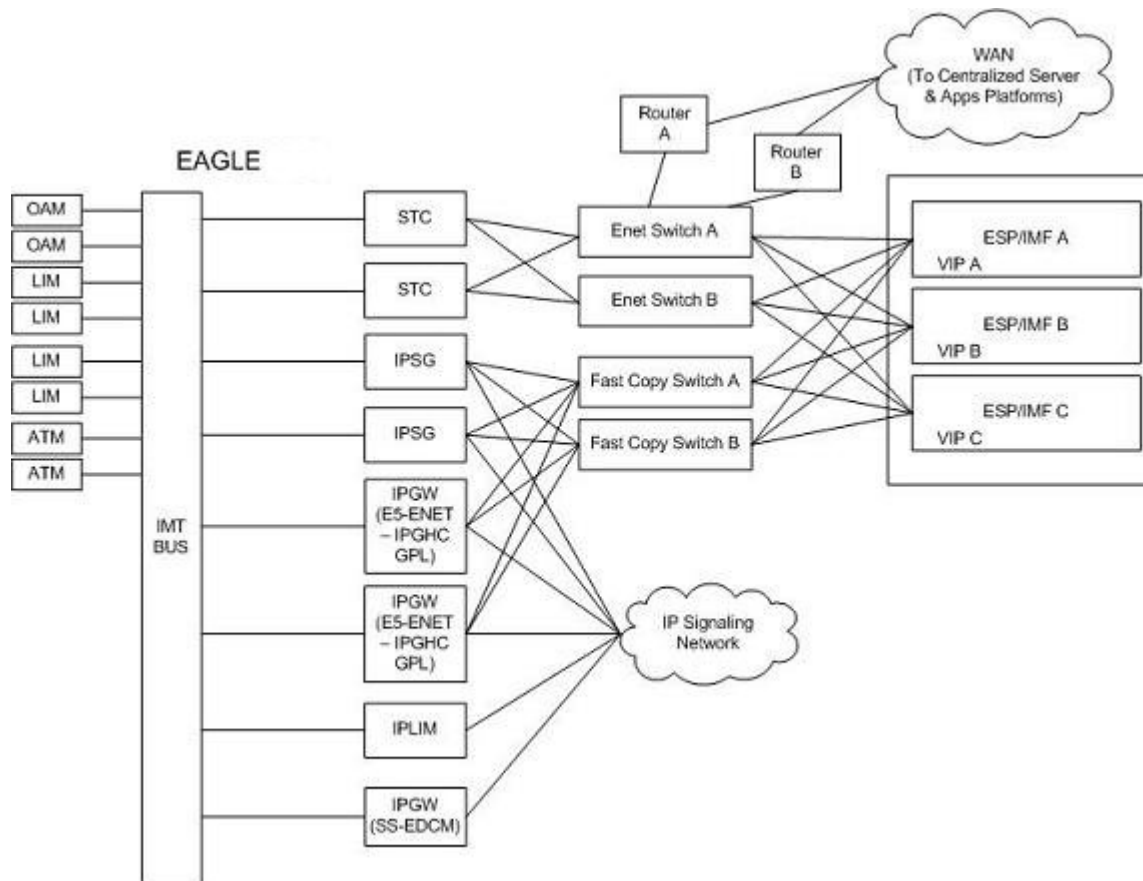 WAN
(To Centralized Server
& Apps Platforms)
Router
A
Router
B
EAGLE
OAM
OAM
LIM
LIM
LIM
LIM
ATM
ATM
IMT
BUS
STC
STC
IPSG
IPSG
IPGW
(E5-ENET
– IPGHC
GPL)
IPGW
(E5-ENET
– IPGHC
GPL)
IPLIM
IPGW
(SS-EDCM)
Enet Switch A
Enet Switch B
Fast Copy Switch A
Fast Copy Switch B
IP Signaling
Network
ESP/IMF A
VIP A
ESP/IMF B
VIP B
ESP/IMF C
VIP C